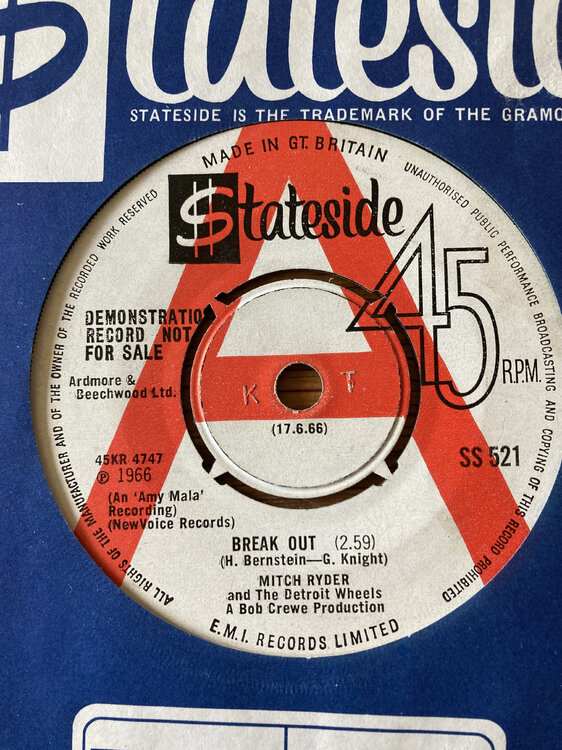 $tateside
STATESIDE IS THE TRADEMARK OF THE GRAMO
MADE IN GT. BRITAIN
UNAUTHORISED PUBLIC PERFORMANCE BROADCASTING AND COPYING OF THIS RECORD PROHIBITED
ALL RIGHTS OF THE MANUFACTURER AND OF THE OWNER OF THE RECORDED WORK RESERVED
$tateside
45 R.P.M.
A
DEMONSTRATIO
RECORD NOT
FOR SALE
Ardmore &
Beechwood Ltd.
K T.
(17.6.66)
45KR 4747
SS 521
Ⓟ 1966
(An 'Amy Mala'
Recording)
(NewVoice Records)
BREAK OUT (2.59)
(H. Bernstein—G. Knight)
MITCH RYDER
and The Detroit Wheels
A Bob Crewe Production
E.M.I. RECORDS LIMITED